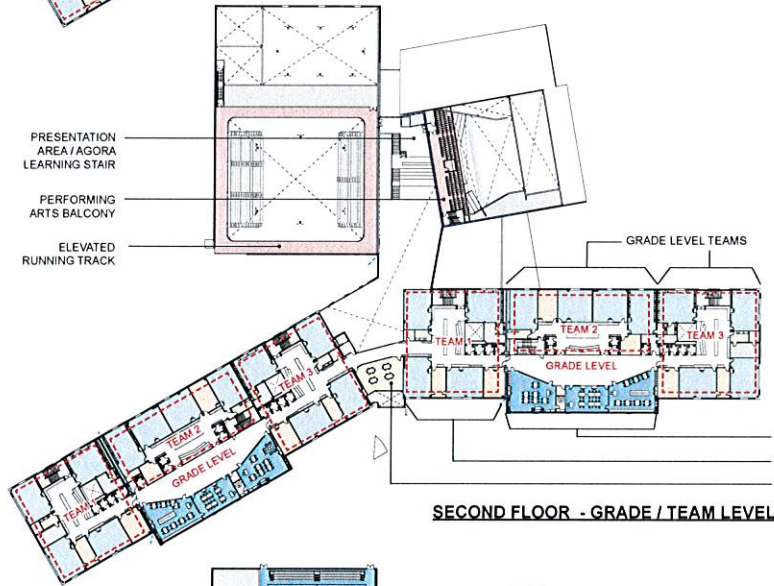 PRESENTATION
AREA / AGORA
LEARNING STAIR
PERFORMING
ARTS BALCONY
ELEVATED
RUNNING TRACK
GRADE LEVEL TEAMS
TEAM 1
TEAM 2
TEAM 3
GRADE LEVEL
TEAM 3
TEAM 2
GRADE LEVEL
TEAM 1
SECOND FLOOR - GRADE / TEAM LEVEL